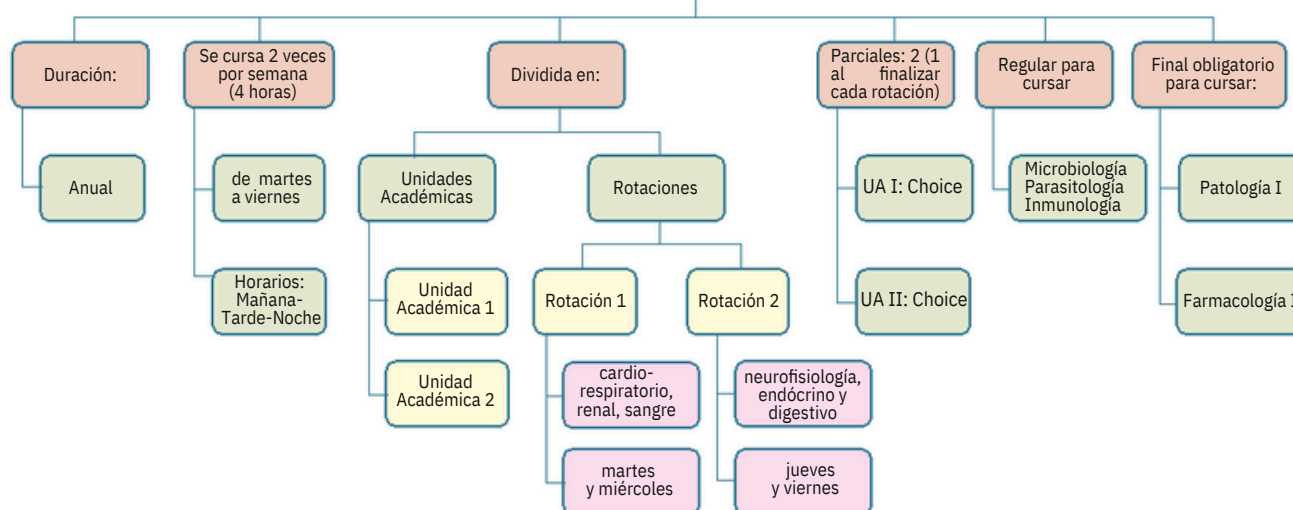 Duración:
Se cursa 2 veces
por semana
(4 horas)
Dividida en:
Parciales: 2 (1
al finalizar
cada rotación)
Regular para
cursar
Final obligatorio
para cursar:
Anual
de martes
a viernes
Unidades
Académicas
Rotaciones
UA I: Choice
Microbiología
Parasitología
Inmunología
Patología I
Horarios:
Mañana-
Tarde-Noche
Unidad
Académica 1
Rotación 1
Rotación 2
UA II: Choice
Farmacología I
Unidad
Académica 2
cardio-
respiratorio,
renal, sangre
neurofisiología,
endócrino y
digestivo
martes
y miércoles
jueves
y viernes